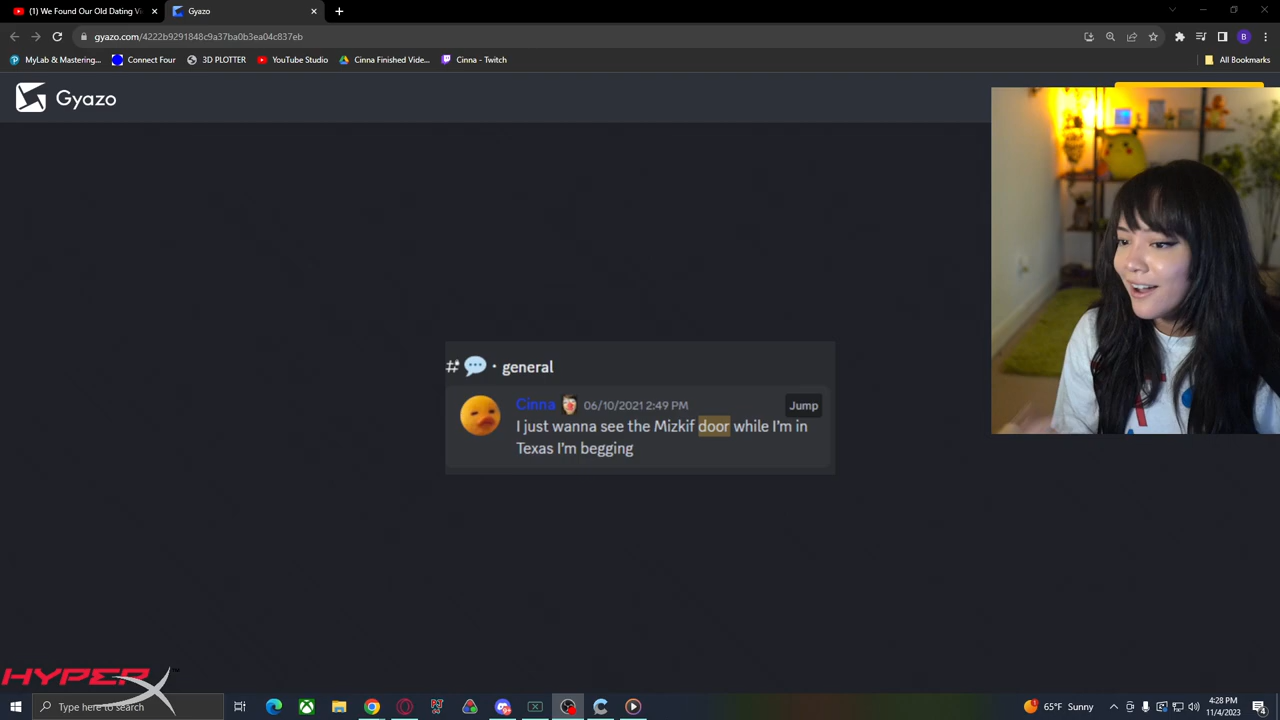 (1) We Found Our Old Dating Vi
Gyazo
gyazo.com/4222b9291848c9a37ba0b3ea04c837eb
B
MyLab & Mastering...
Connect Four
3D PLOTTER
YouTube Studio
Cinna Finished Vide...
Cinna - Twitch
All Bookmarks
Gyazo
# · general
Cinna 06/10/2021 2:49 PM
Jump
I just wanna see the Mizkif door while I'm in
Texas I'm begging
HYPERX
Type here to search
65°F Sunny
4:28 PM
11/4/2023